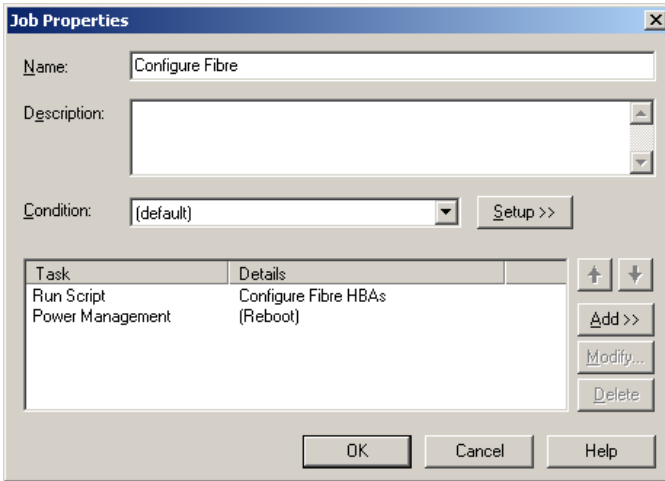 Job Properties
Name: Configure Fibre
Description:
Condition: (default) Setup >>
Task Details
Run Script Configure Fibre HBAs
Power Management (Reboot)
Add >>
Modify...
Delete
OK Cancel Help